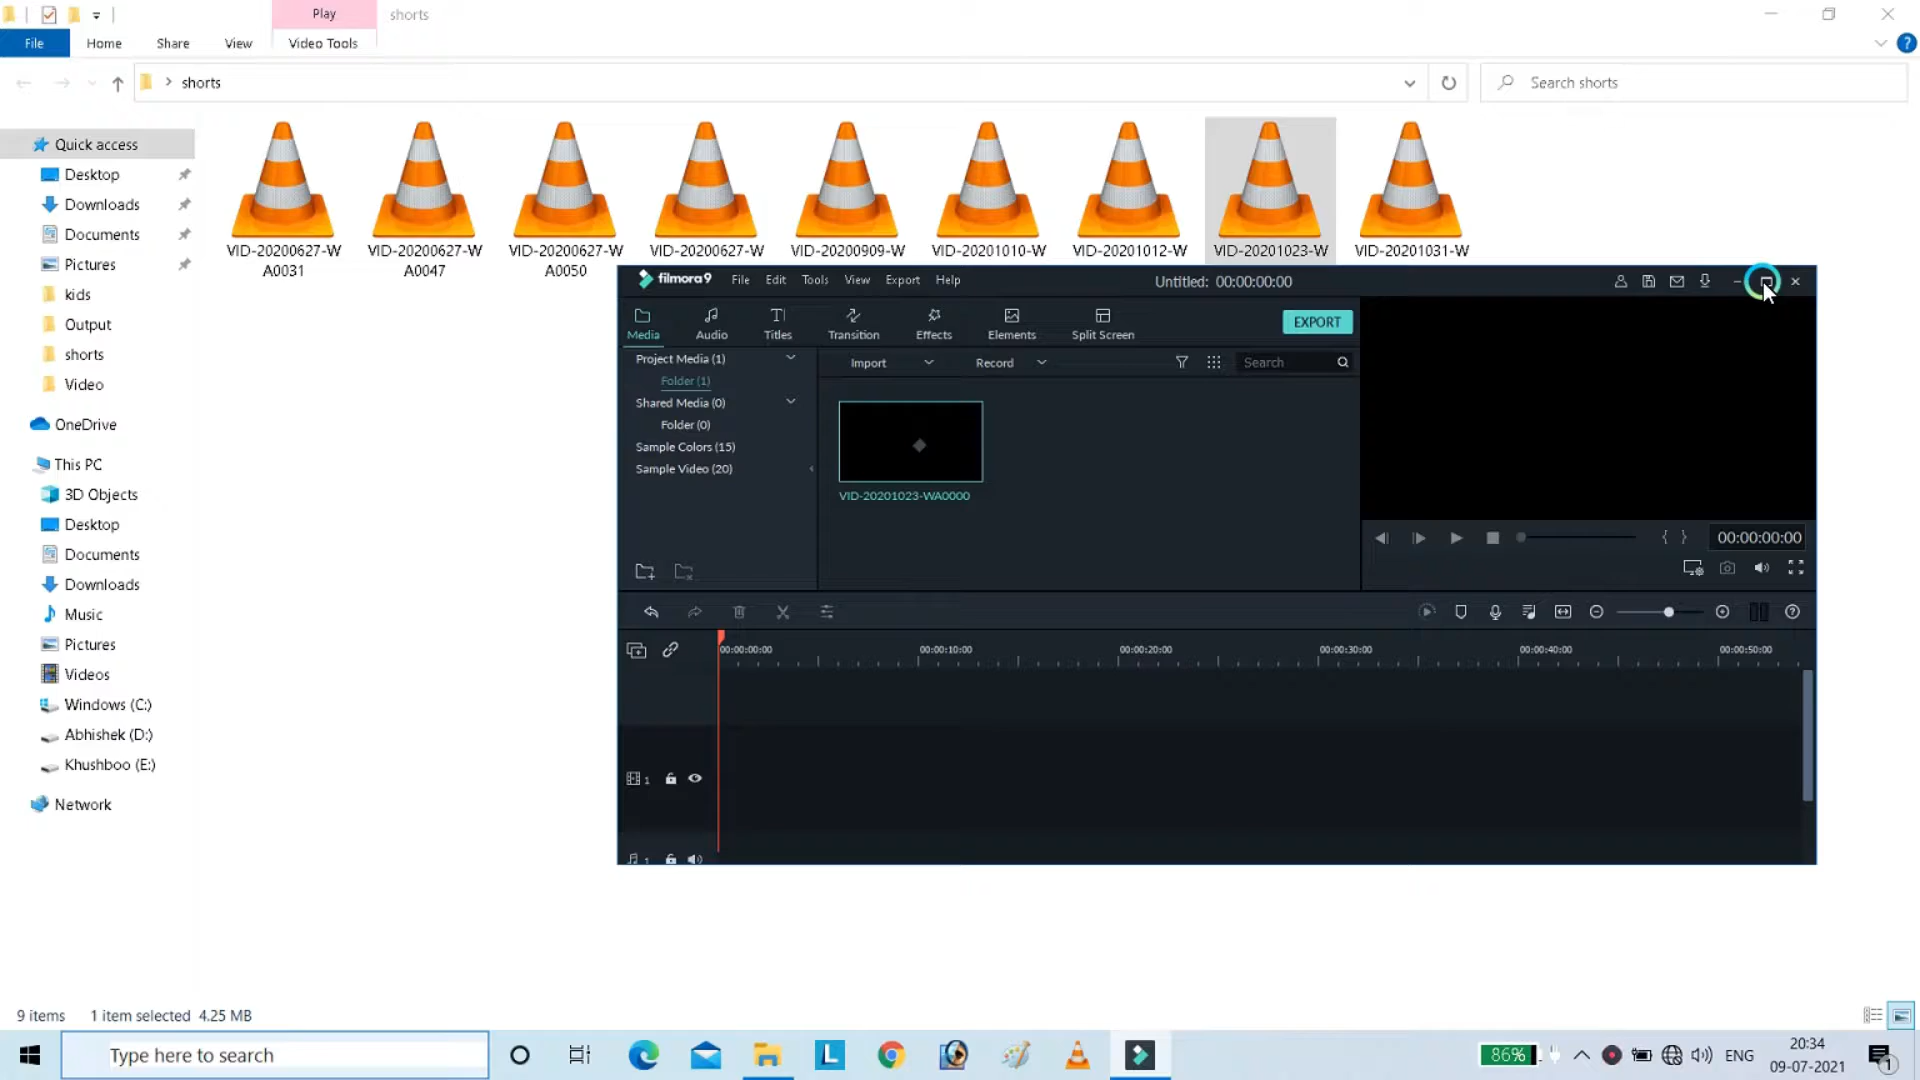 Play
shorts
File
Home
Share
View
Video Tools
shorts
Search shorts
Quick access
Desktop
Downloads
Documents
Pictures
kids
Output
shorts
Video
OneDrive
This PC
3D Objects
Desktop
Documents
Downloads
Music
Pictures
Videos
Windows (C:)
Abhishek (D:)
Khushboo (E:)
Network
VID-20200627-W
A0031
VID-20200627-W
A0047
VID-20200627-W
A0050
VID-20200627-W
VID-20200909-W
VID-20201010-W
VID-20201012-W
VID-20201023-W
VID-20201031-W
filmora9
File
Edit
Tools
View
Export
Help
Untitled: 00:00:00:00
Media
Audio
Titles
Transition
Effects
Elements
Split Screen
EXPORT
Project Media (1)
Folder (1)
Shared Media (0)
Folder (0)
Sample Colors (15)
Sample Video (20)
Import
Record
Search
VID-20201023-WA0000
00:00:00:00
00:00:00:00
00:00:10:00
00:00:20:00
00:00:30:00
00:00:40:00
00:00:50:00
1
1
9 items
1 item selected 4.25 MB
Type here to search
L
86%
ENG
20:34
09-07-2021
1